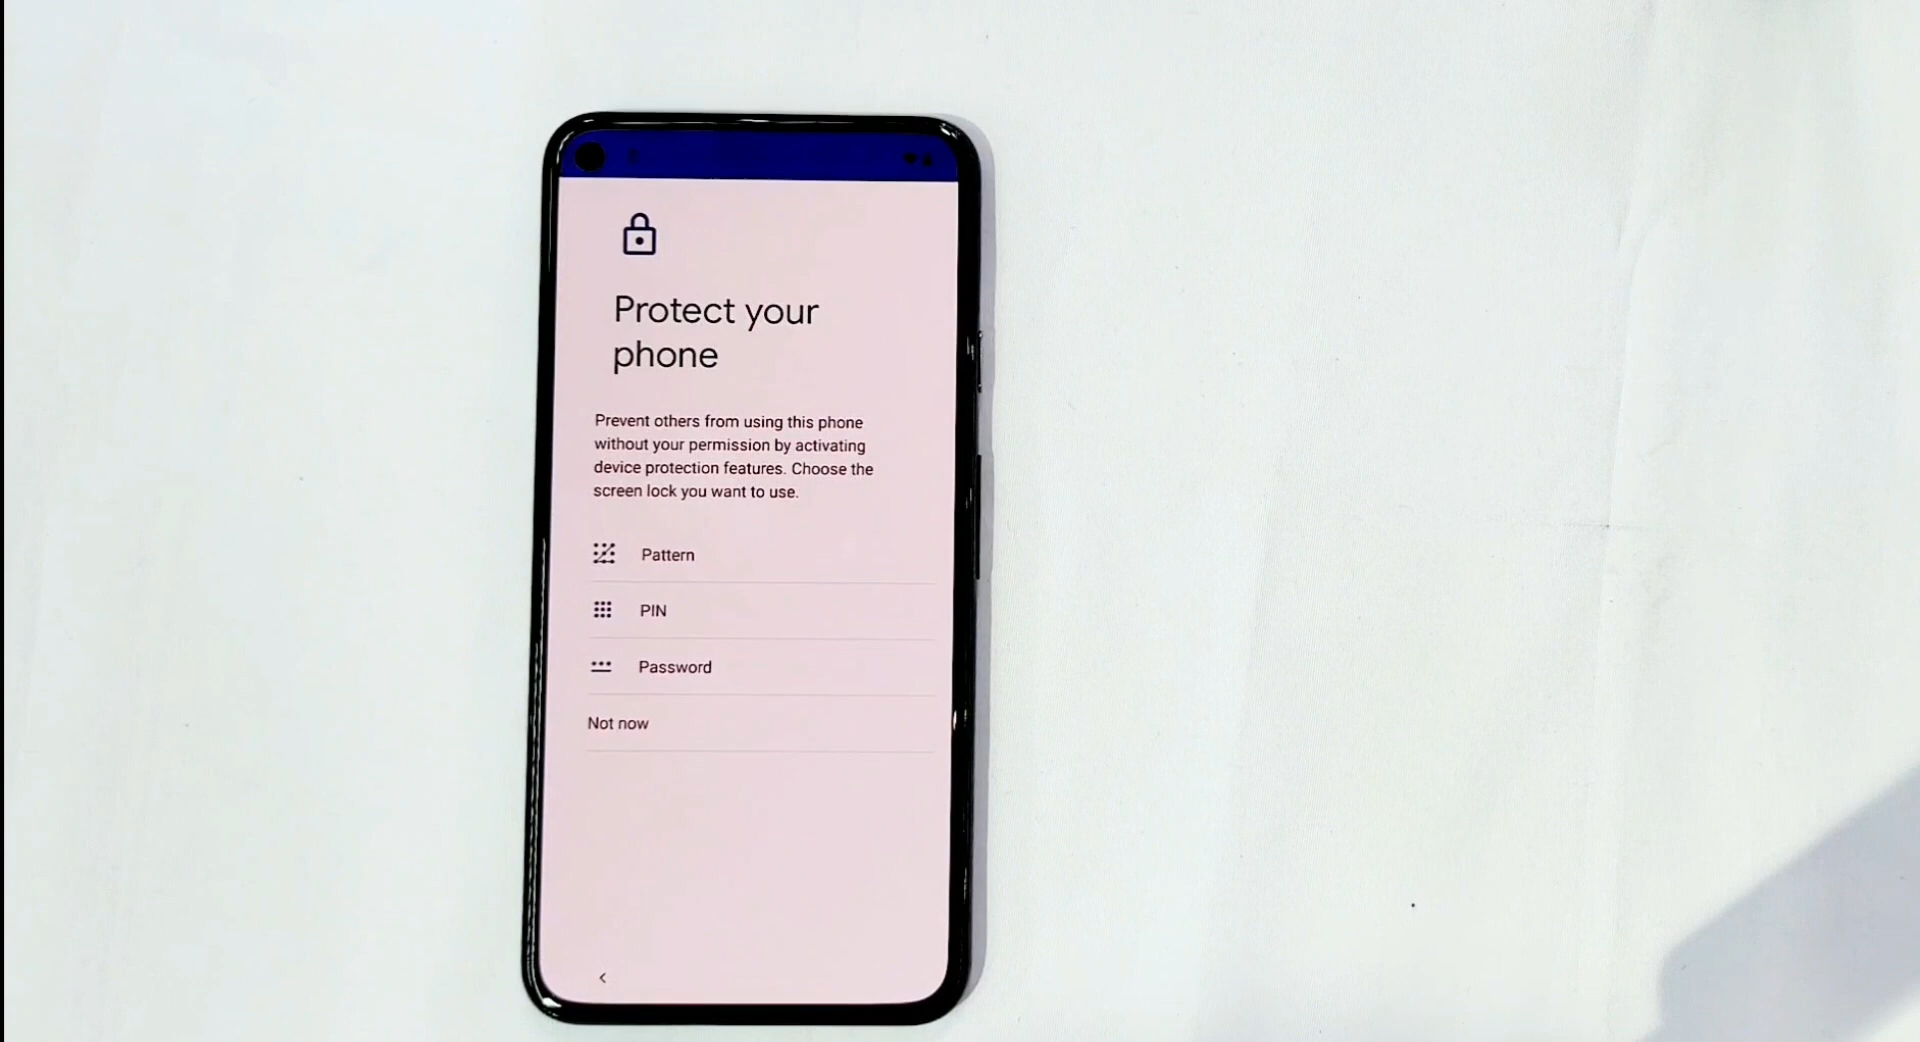 Protect your
phone
Prevent others from using this phone
without your permission by activating
device protection features. Choose the
screen lock you want to use.
Pattern
PIN
Password
Not now